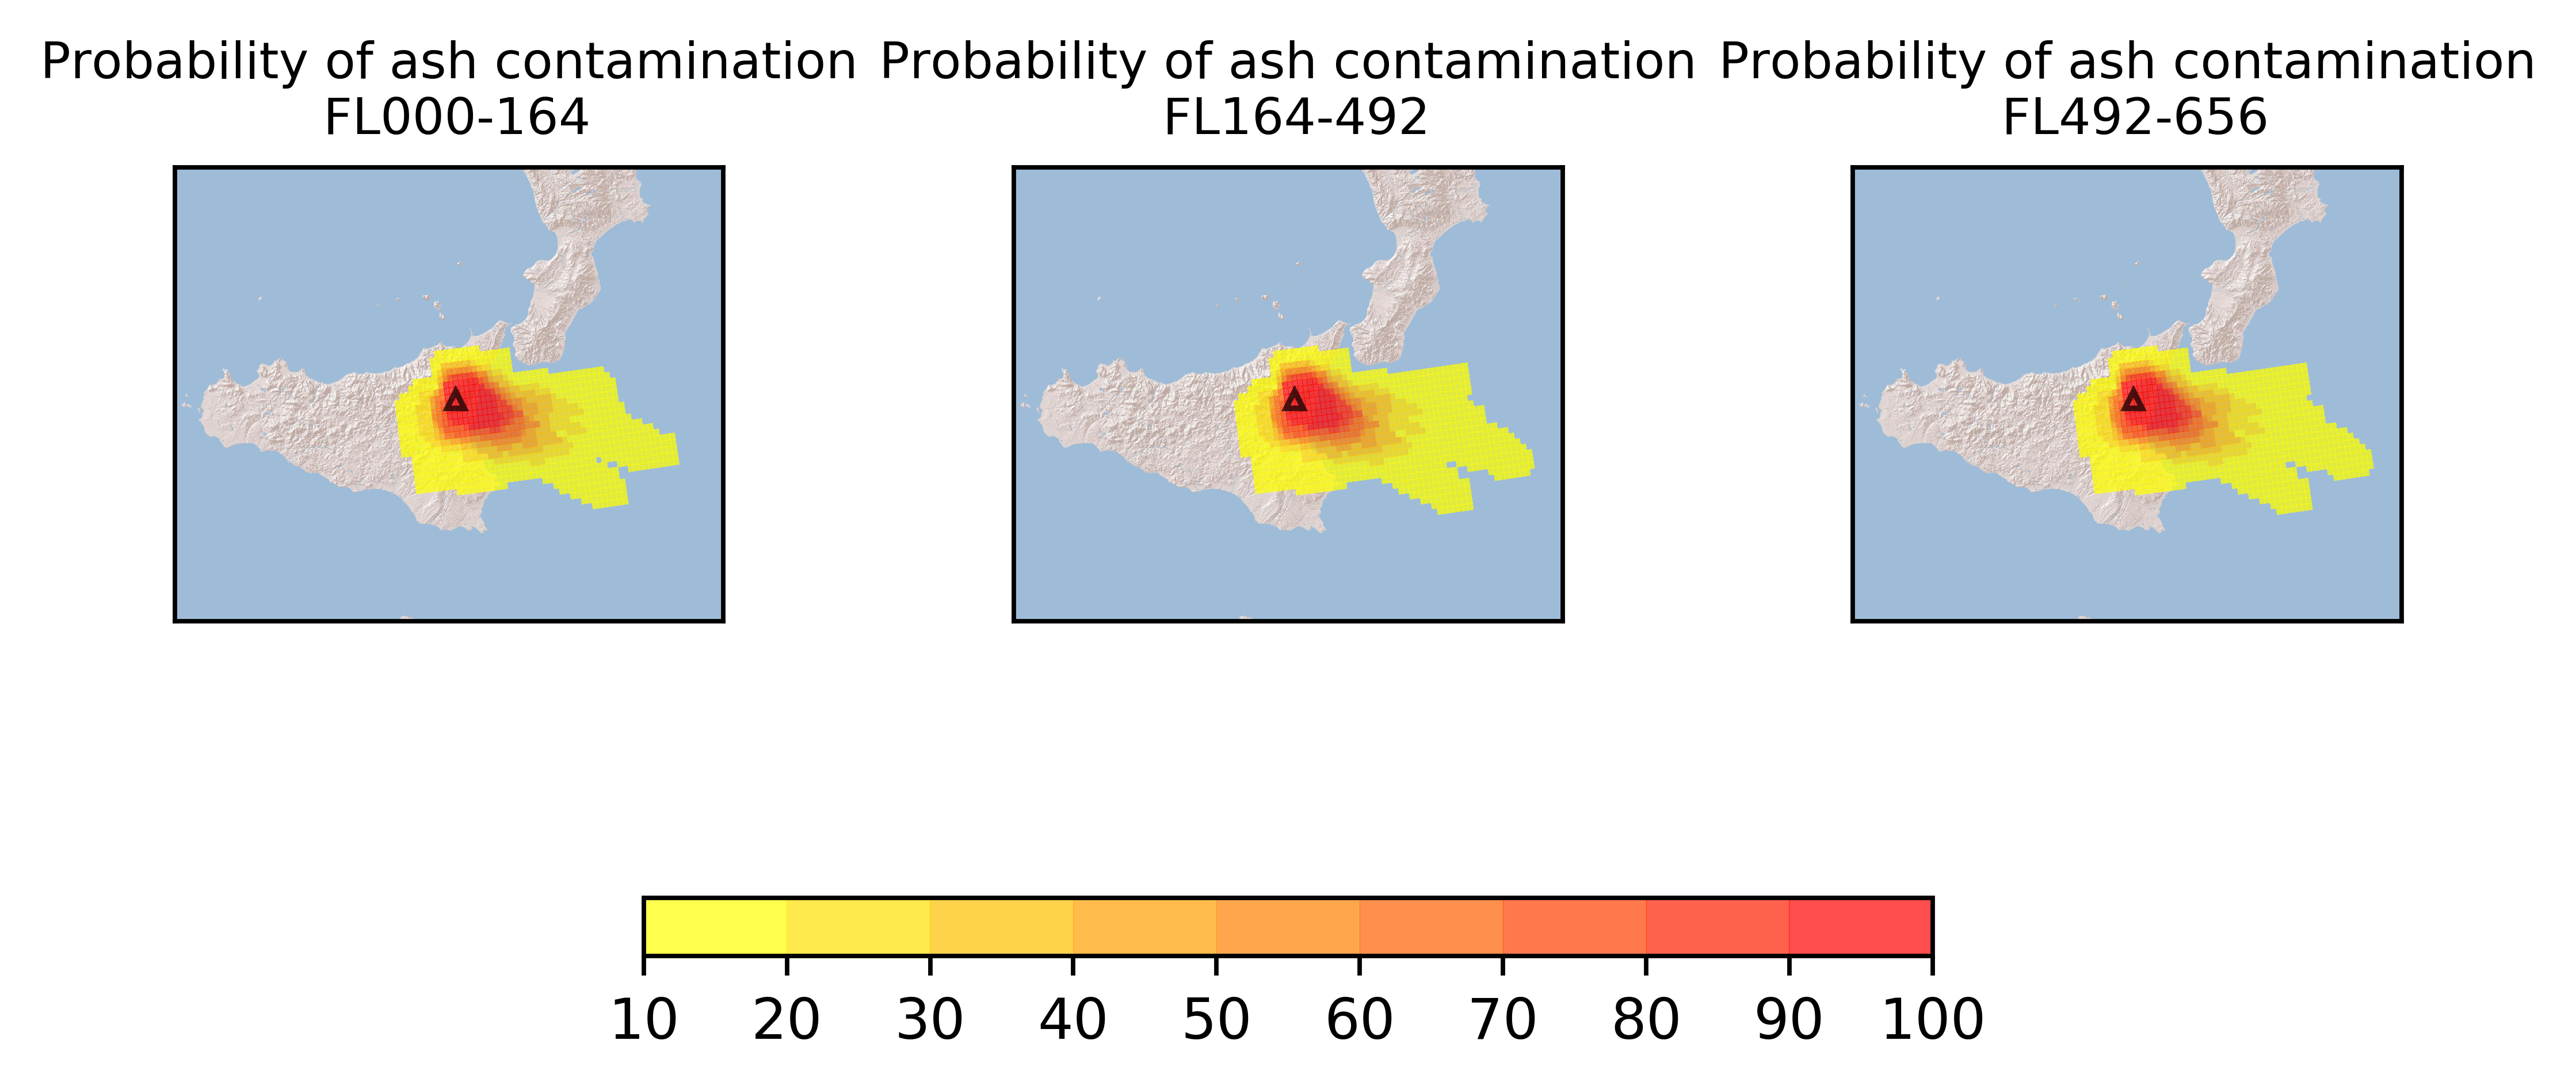 Probability of ash contamination
FL000-164
Probability of ash contamination
FL164-492
Probability of ash contamination
FL492-656
10 20 30 40 50 60 70 80 90 100